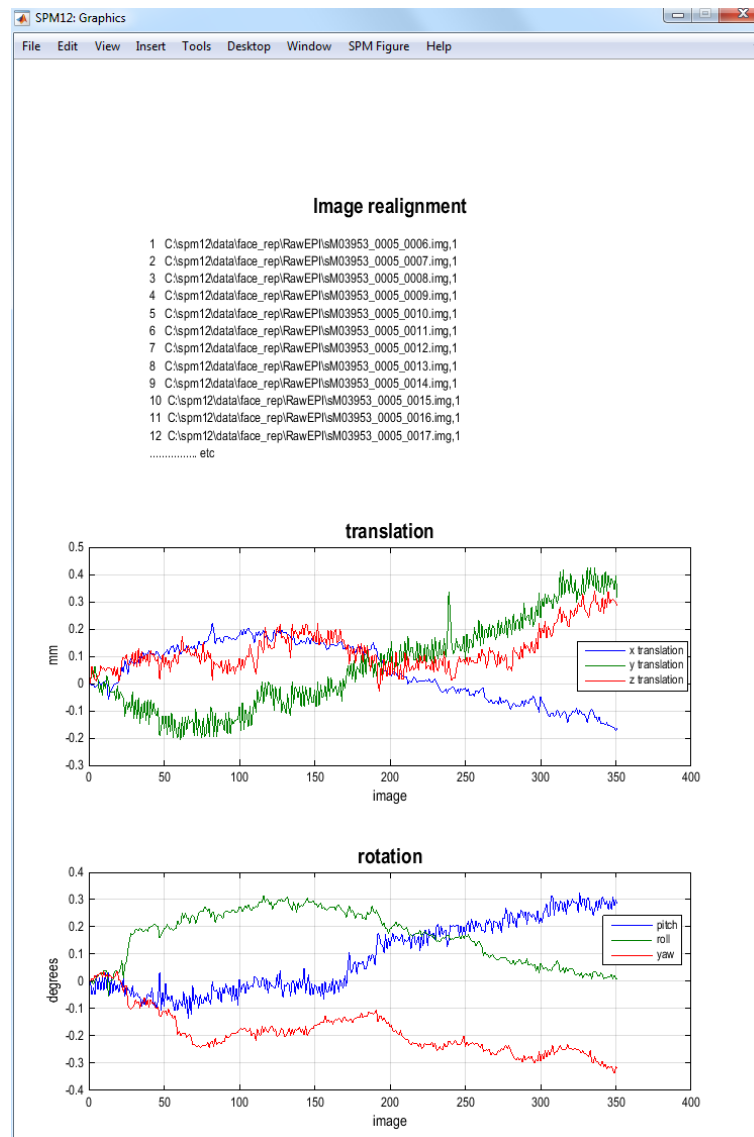 SPM12: Graphics
File Edit View Insert Tools Desktop Window SPM Figure Help
Image realignment
1 C:\spm12\data\face_rep\RawEPI\sM03953_0005_0006.img,1
2 C:\spm12\data\face_rep\RawEPI\sM03953_0005_0007.img,1
3 C:\spm12\data\face_rep\RawEPI\sM03953_0005_0008.img,1
4 C:\spm12\data\face_rep\RawEPI\sM03953_0005_0009.img,1
5 C:\spm12\data\face_rep\RawEPI\sM03953_0005_0010.img,1
6 C:\spm12\data\face_rep\RawEPI\sM03953_0005_0011.img,1
7 C:\spm12\data\face_rep\RawEPI\sM03953_0005_0012.img,1
8 C:\spm12\data\face_rep\RawEPI\sM03953_0005_0013.img,1
9 C:\spm12\data\face_rep\RawEPI\sM03953_0005_0014.img,1
10 C:\spm12\data\face_rep\RawEPI\sM03953_0005_0015.img,1
11 C:\spm12\data\face_rep\RawEPI\sM03953_0005_0016.img,1
12 C:\spm12\data\face_rep\RawEPI\sM03953_0005_0017.img,1
................ etc
translation
0.5
0.4
0.3
0.2
0.1
0
-0.1
-0.2
-0.3
mm
x translation
y translation
z translation
0 50 100 150 200 250 300 350 400
image
rotation
0.4
0.3
0.2
0.1
0
-0.1
-0.2
-0.3
-0.4
degrees
pitch
roll
yaw
0 50 100 150 200 250 300 350 400
image